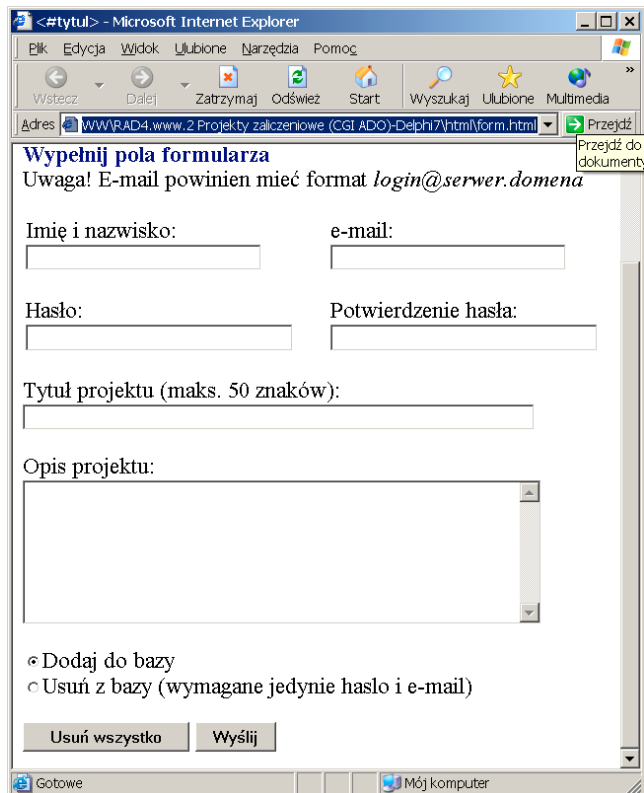 <#tytul> - Microsoft Internet Explorer
Plik Edycja Widok Ulubione Narzędzia Pomoc
Wstecz Dalej Zatrzymaj Odśwież Start Wyszukaj Ulubione Multimedia »
Adres WW\RAD4.www.2 Projekty zaliczeniowe (CGI ADO)-Delphi7\html\form.html Przejdź
Przejdź do
dokumenty
Wypełnij pola formularza
Uwaga! E-mail powinien mieć format login@serwer.domena
Imię i nazwisko: e-mail:
Hasło: Potwierdzenie hasła:
Tytuł projektu (maks. 50 znaków):
Opis projektu:
Dodaj do bazy
Usuń z bazy (wymagane jedynie haslo i e-mail)
Usuń wszystko Wyślij
Gotowe Mój komputer